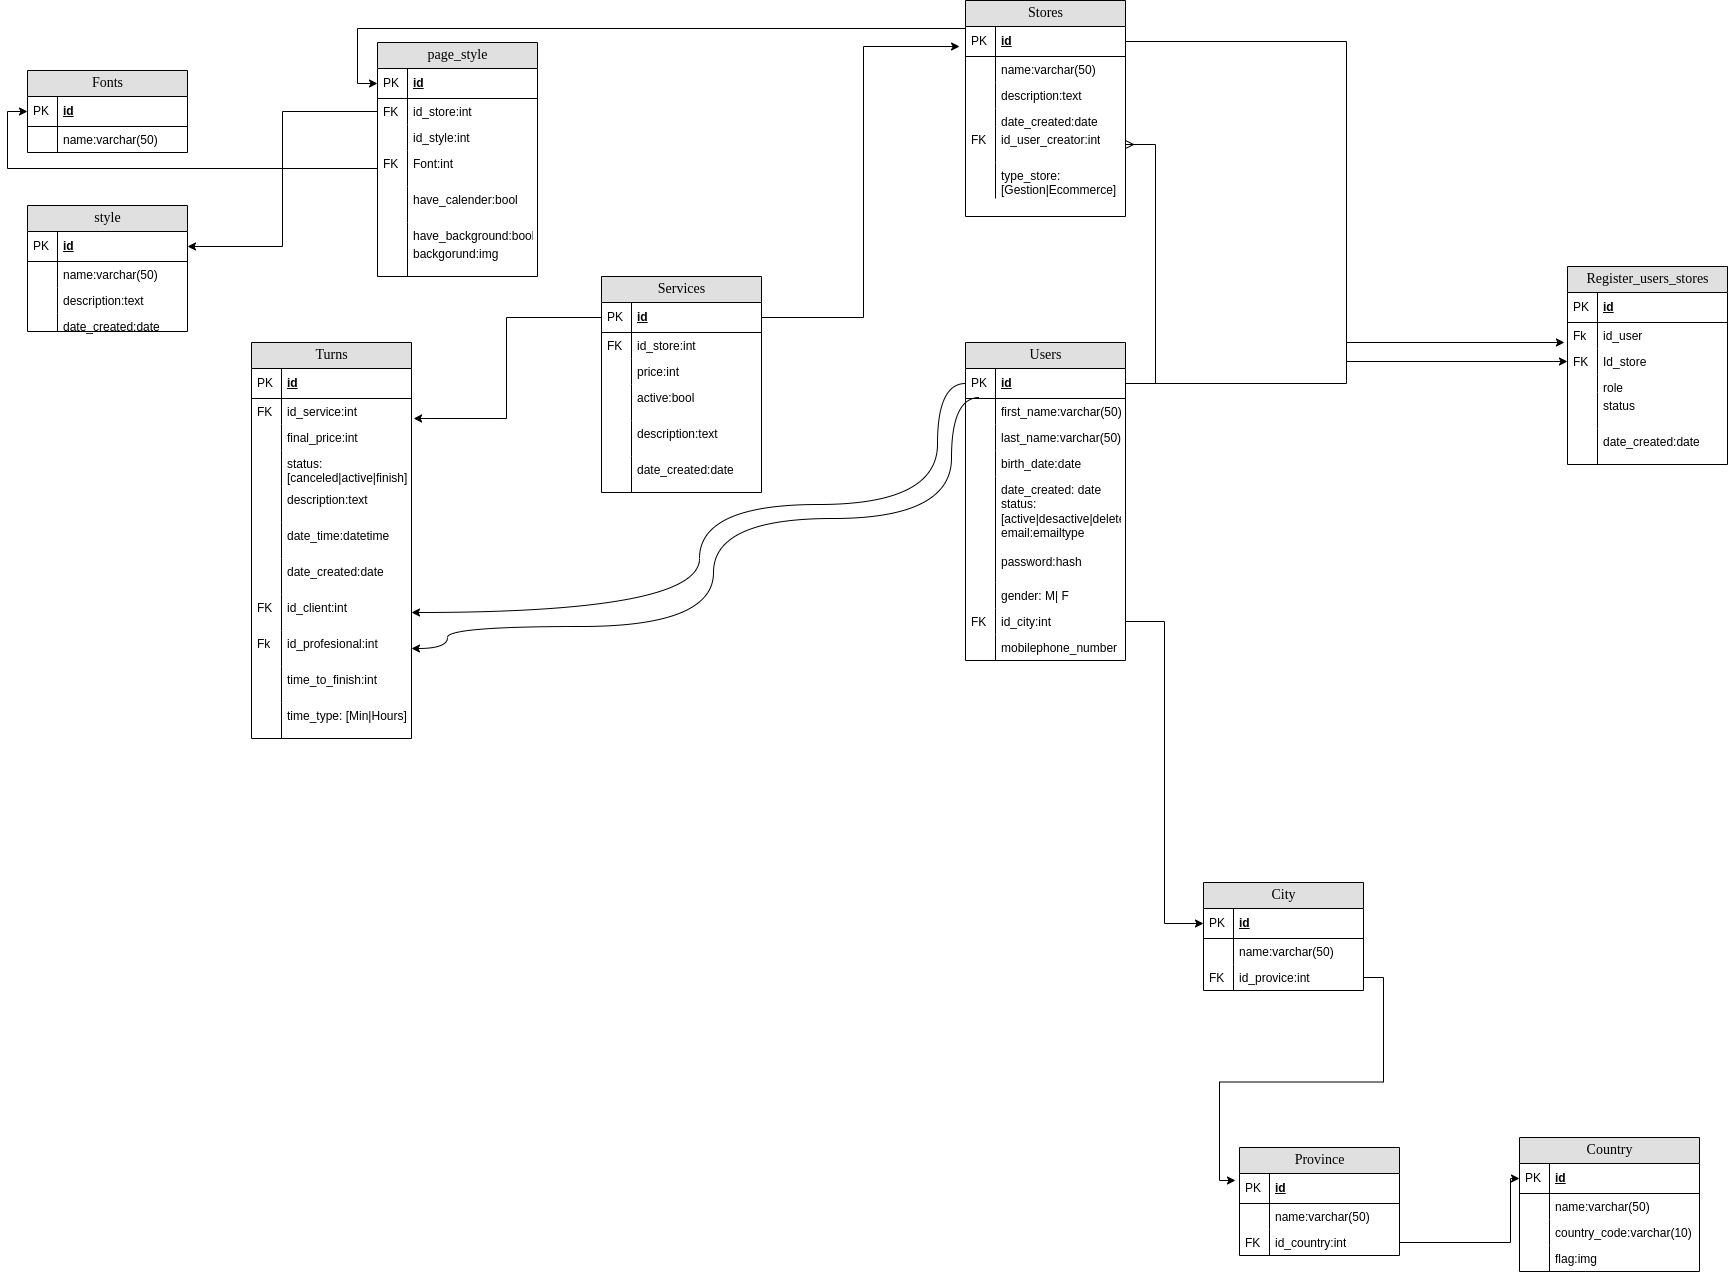 Stores
PK id
name:varchar(50)
description:text
date_created:date
FK id_user_creator:int
type_store:
[Gestion|Ecommerce]
page_style
PK id
FK id_store:int
id_style:int
FK Font:int
have_calender:bool
have_background:bool
backgorund:img
Fonts
PK id
name:varchar(50)
style
PK id
name:varchar(50)
description:text
date_created:date
Services
PK id
FK id_store:int
price:int
active:bool
description:text
date_created:date
Register_users_stores
PK id
Fk id_user
FK Id_store
role
status
date_created:date
Turns
PK id
FK id_service:int
final_price:int
status:
[canceled|active|finish]
description:text
date_time:datetime
date_created:date
FK id_client:int
Fk id_profesional:int
time_to_finish:int
time_type: [Min|Hours]
Users
PK id
first_name:varchar(50)
last_name:varchar(50)
birth_date:date
date_created: date
status:
[active|desactive|delete
email:emailtype
password:hash
gender: M| F
FK id_city:int
mobilephone_number
City
PK id
name:varchar(50)
FK id_provice:int
Province
PK id
name:varchar(50)
FK id_country:int
Country
PK id
name:varchar(50)
country_code:varchar(10)
flag:img